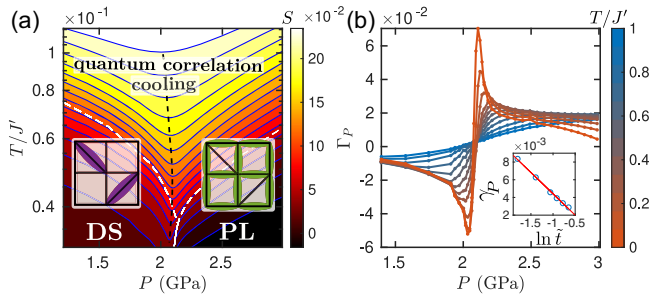 (a)
×10⁻¹
S
×10⁻²
quantum correlation
cooling
1
0.8
0.6
0.4
T/J′
DS
PL
20
15
10
5
0
1.5
2
2.5
P (GPa)
(b)
×10⁻²
T/J′
8
6
4
2
0
-2
-4
-6
Γ_P
1
0.8
0.6
0.4
0.2
0
×10⁻³
8
6
4
2
γ_P
-1.5
-1
-0.5
ln t̃
1.5
2
2.5
3
P (GPa)